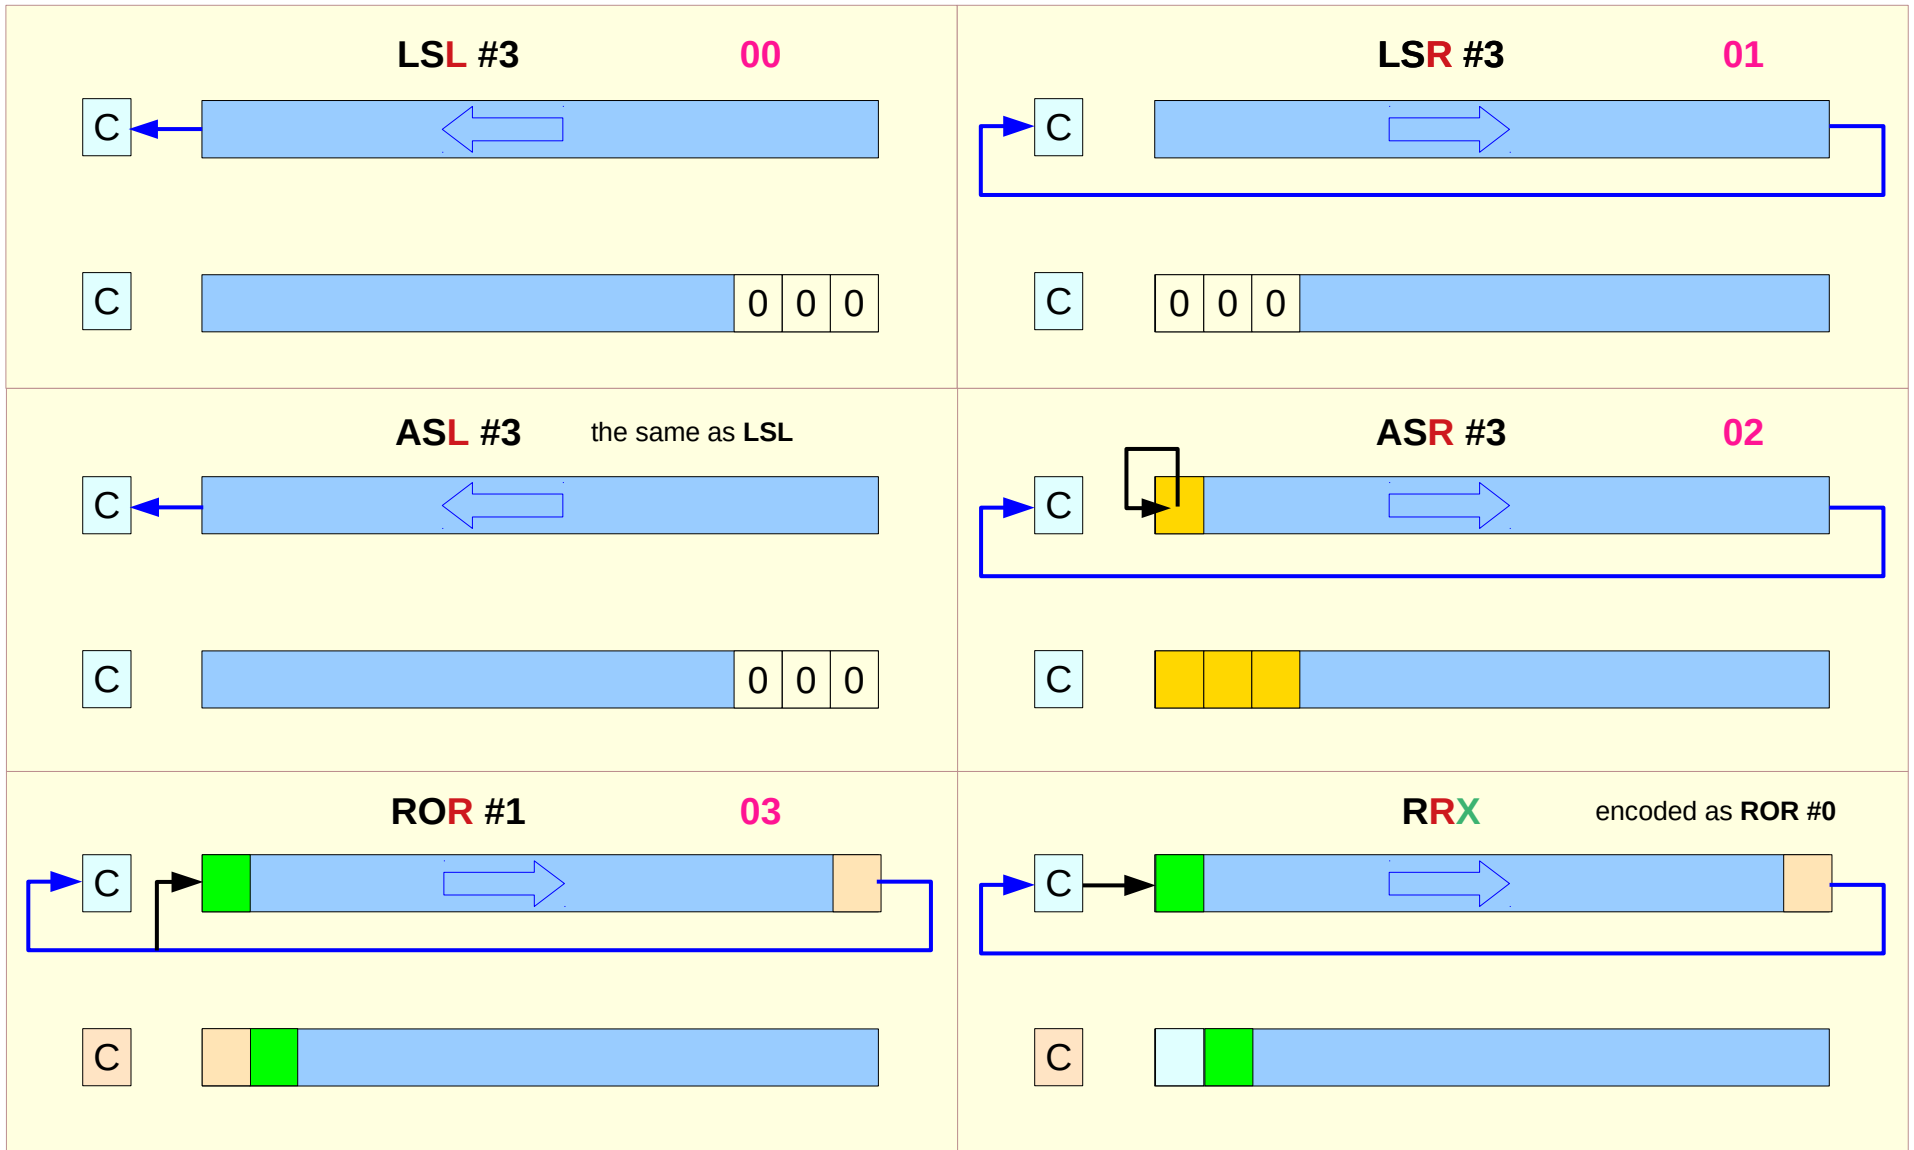 LSL #3 00
C
C 0 0 0
LSR #3 01
C
C 0 0 0
ASL #3 the same as LSL
C
C 0 0 0
ASR #3 02
C
C
ROR #1 03
C
C
RRX encoded as ROR #0
C
C